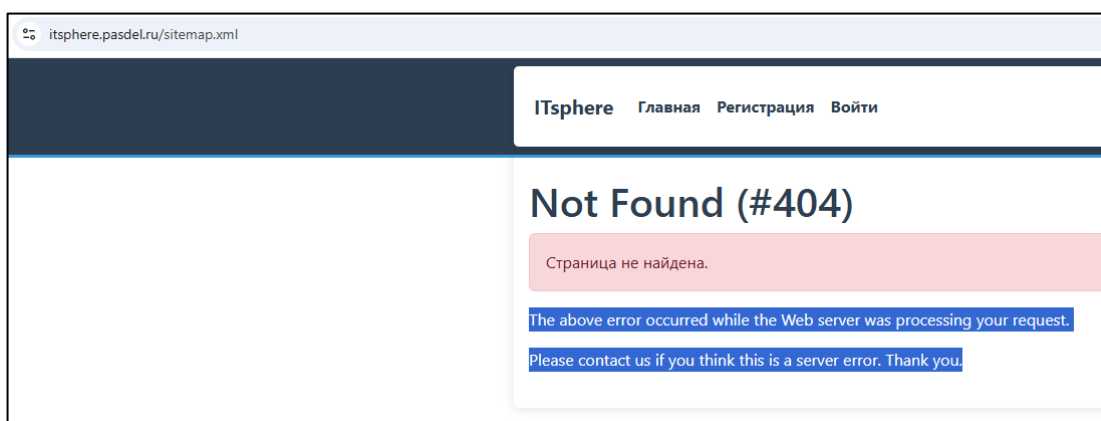 itsphere.pasdel.ru/sitemap.xml
ITsphere Главная Регистрация Войти
Not Found (#404)
Страница не найдена.
The above error occurred while the Web server was processing your request.
Please contact us if you think this is a server error. Thank you.